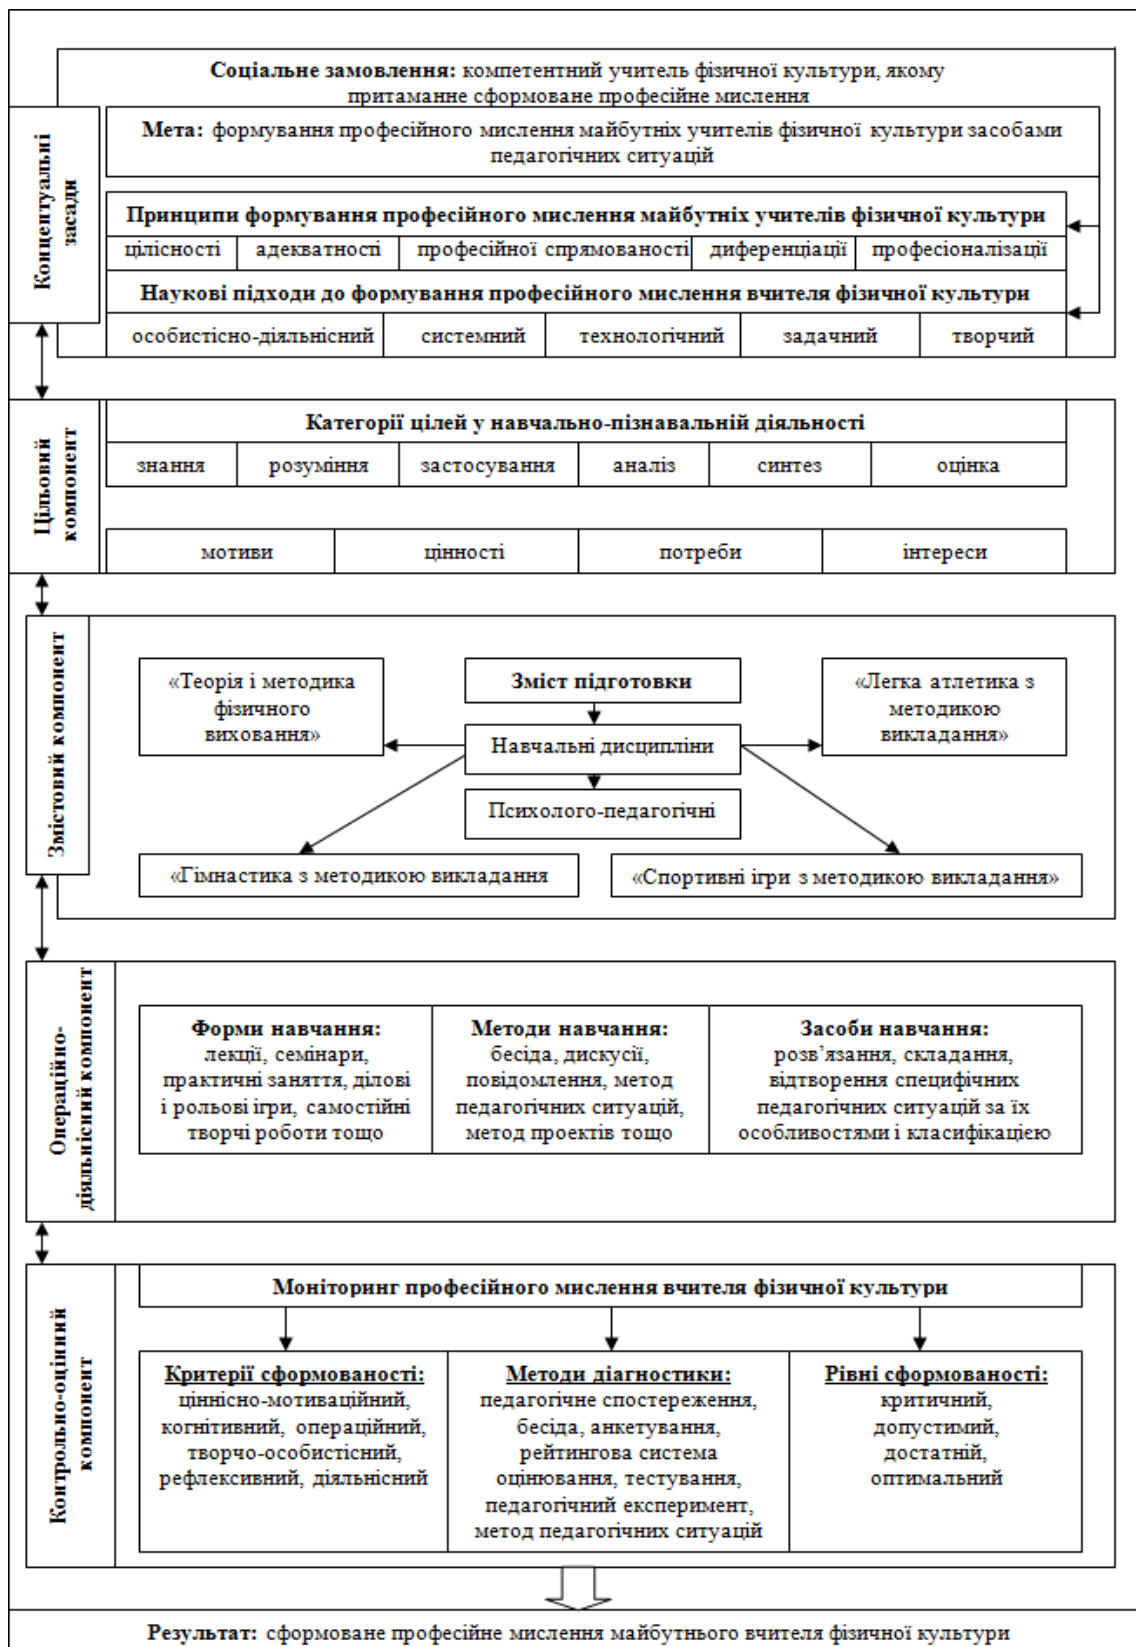 Соціальне замовлення: компетентний учитель фізичної культури, якому
притаманне сформоване професійне мислення
Концептуальні
засади
Мета: формування професійного мислення майбутніх учителів фізичної культури засобами
педагогічних ситуацій
Принципи формування професійного мислення майбутніх учителів фізичної культури
цілісності адекватності професійної спрямованості диференціації професіоналізації
Наукові підходи до формування професійного мислення вчителя фізичної культури
особистісно-діяльнісний системний технологічний задачний творчий
Цільовий
компонент
Категорії цілей у навчально-пізнавальній діяльності
знання розуміння застосування аналіз синтез оцінка
мотиви цінності потреби інтереси
Змістовий компонент
«Теорія і методика
фізичного
виховання»
Зміст підготовки
Навчальні дисципліни
Психолого-педагогічні
«Легка атлетика з
методикою
викладання»
«Гімнастика з методикою викладання
«Спортивні ігри з методикою викладання»
Операційно-
діяльнісний компонент
Форми навчання:
лекції, семінари,
практичні заняття, ділові
і рольові ігри, самостійні
творчі роботи тощо
Методи навчання:
бесіда, дискусії,
повідомлення, метод
педагогічних ситуацій,
метод проектів тощо
Засоби навчання:
розв’язання, складання,
відтворення специфічних
педагогічних ситуацій за їх
особливостями і класифікацією
Контрольно-оцінний
компонент
Моніторинг професійного мислення вчителя фізичної культури
Критерії сформованості:
ціннісно-мотиваційний,
когнітивний, операційний,
творчо-особистісний,
рефлексивний, діяльнісний
Методи діагностики:
педагогічне спостереження,
бесіда, анкетування,
рейтингова система
оцінювання, тестування,
педагогічний експеримент,
метод педагогічних ситуацій
Рівні сформованості:
критичний,
допустимий,
достатній,
оптимальний
Результат: сформоване професійне мислення майбутнього вчителя фізичної культури